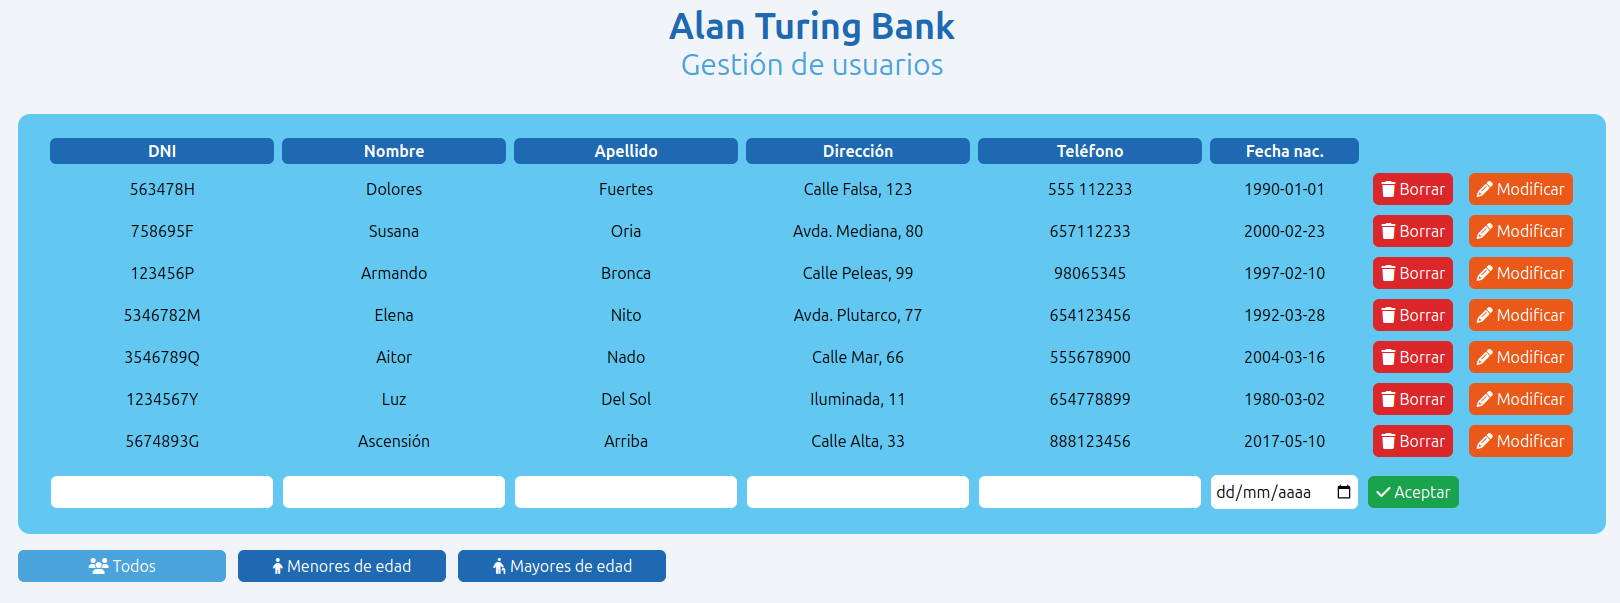 Alan Turing Bank
Gestión de usuarios
DNI Nombre Apellido Dirección Teléfono Fecha nac.
563478H Dolores Fuertes Calle Falsa, 123 555 112233 1990-01-01 Borrar Modificar
758695F Susana Oria Avda. Mediana, 80 657112233 2000-02-23 Borrar Modificar
123456P Armando Bronca Calle Peleas, 99 98065345 1997-02-10 Borrar Modificar
5346782M Elena Nito Avda. Plutarco, 77 654123456 1992-03-28 Borrar Modificar
3546789Q Aitor Nado Calle Mar, 66 555678900 2004-03-16 Borrar Modificar
1234567Y Luz Del Sol Iluminada, 11 654778899 1980-03-02 Borrar Modificar
5674893G Ascensión Arriba Calle Alta, 33 888123456 2017-05-10 Borrar Modificar
dd/mm/aaaa Aceptar
Todos Menores de edad Mayores de edad